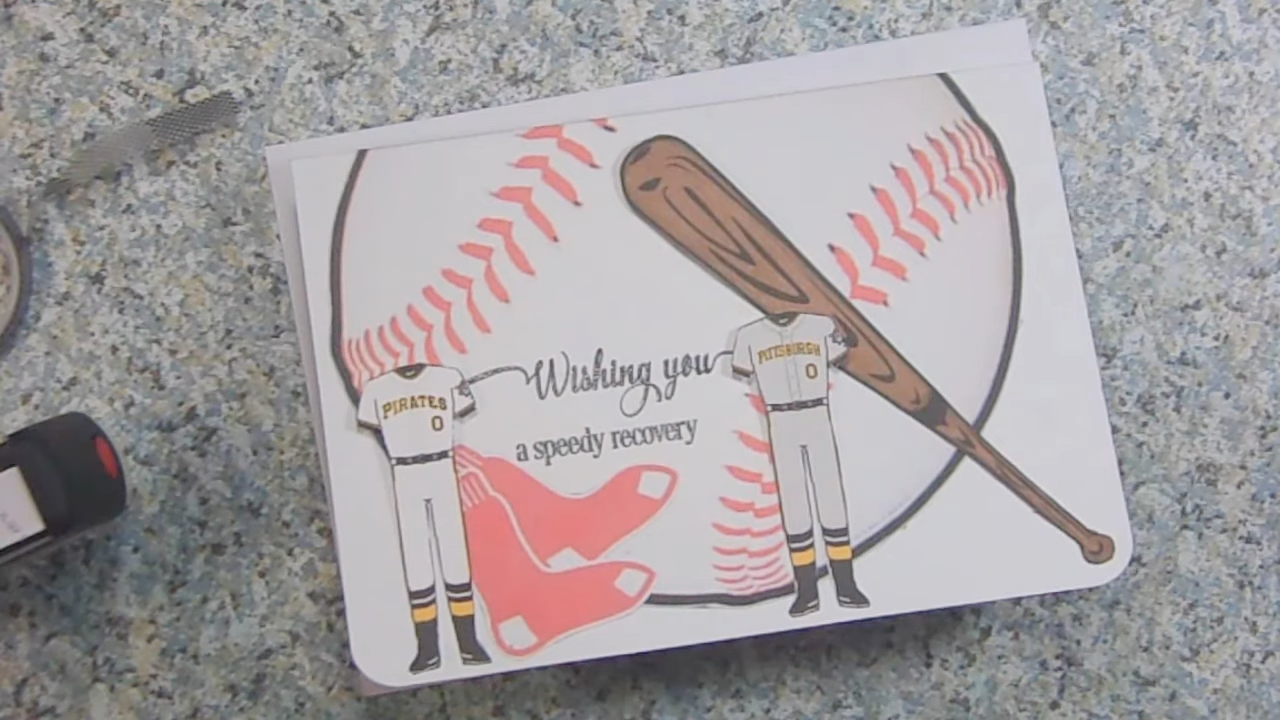 Wishing you
a speedy recovery
PIRATES
0
PITTSBURGH
0